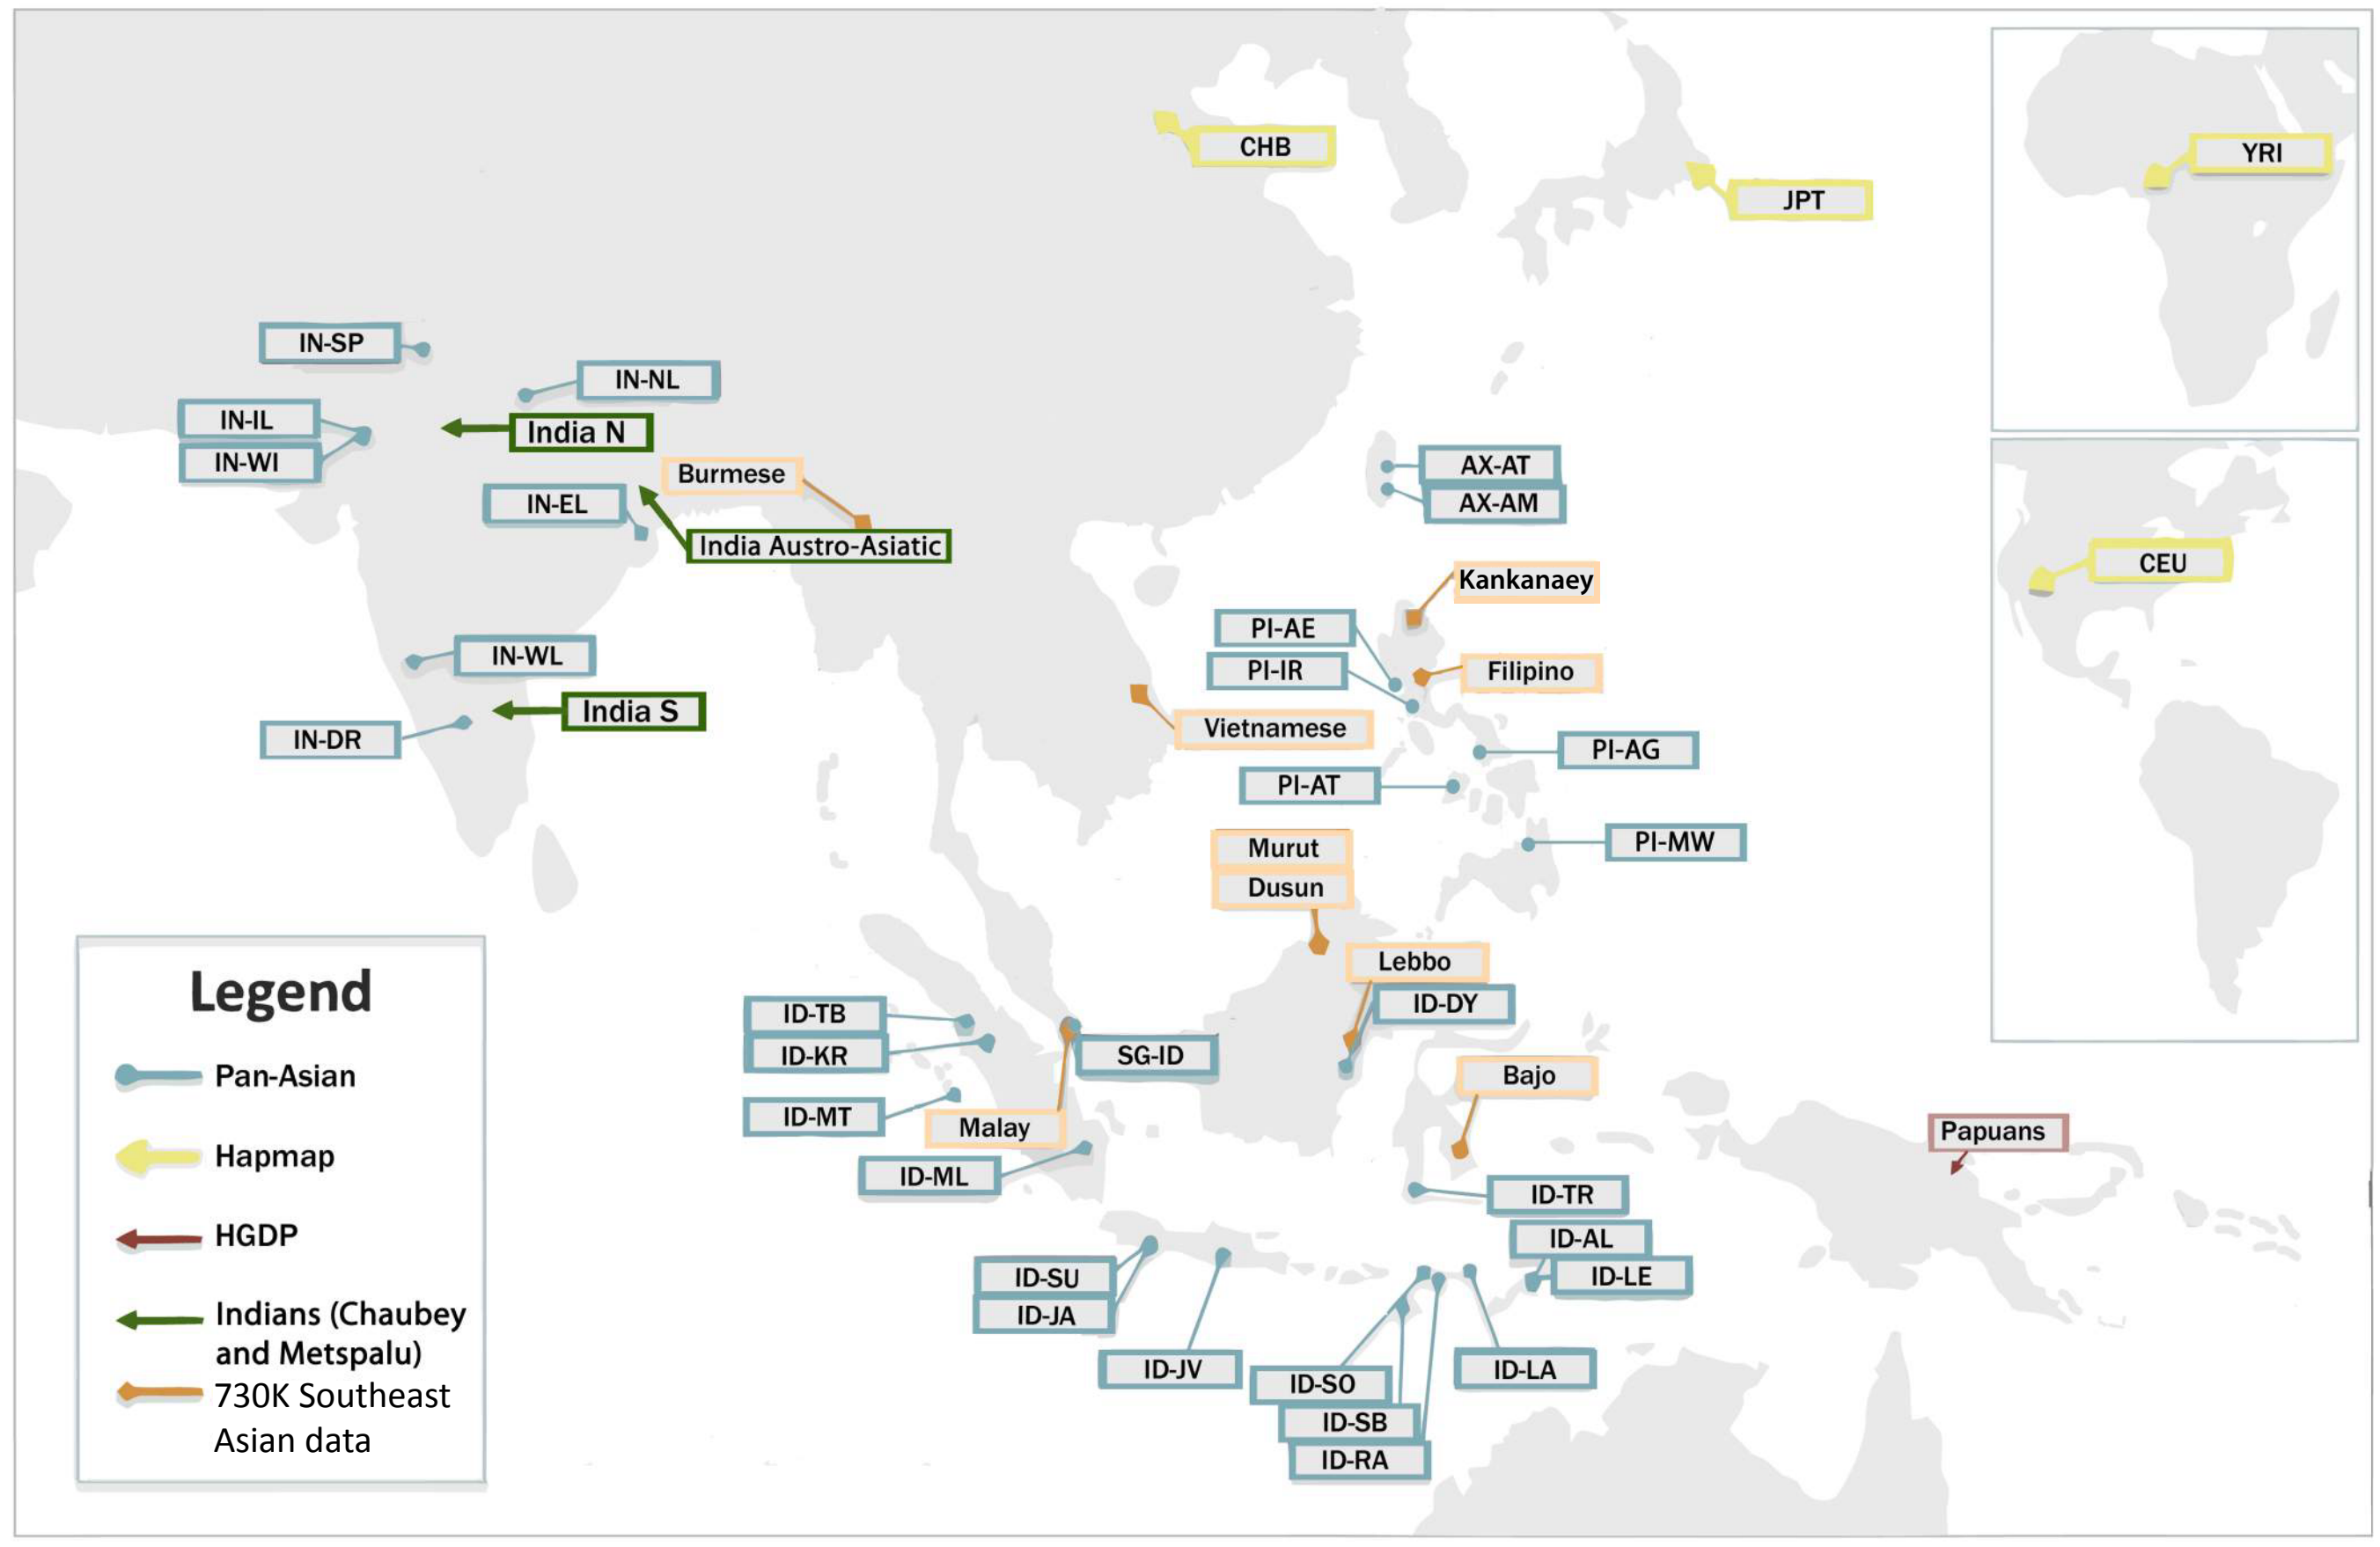 CHB
YRI
JPT
IN-SP
IN-NL
IN-IL
India N
IN-WI
Burmese
AX-AT
IN-EL
AX-AM
India Austro-Asiatic
CEU
Kankanaey
PI-AE
IN-WL
PI-IR
Filipino
India S
Vietnamese
IN-DR
PI-AG
PI-AT
PI-MW
Murut
Dusun
Lebbo
ID-DY
ID-TB
ID-KR
SG-ID
Bajo
ID-MT
Malay
Papuans
ID-ML
ID-TR
ID-AL
ID-LE
ID-SU
ID-JA
ID-JV
ID-LA
ID-SO
ID-SB
ID-RA
Legend
Pan-Asian
Hapmap
HGDP
Indians (Chaubey
and Metspalu)
730K Southeast
Asian data